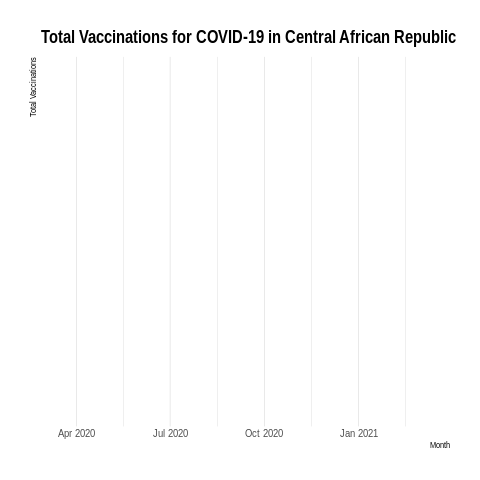 Total Vaccinations for COVID-19 in Central African Republic
Total Vaccinations
Apr 2020 Jul 2020 Oct 2020 Jan 2021
Month